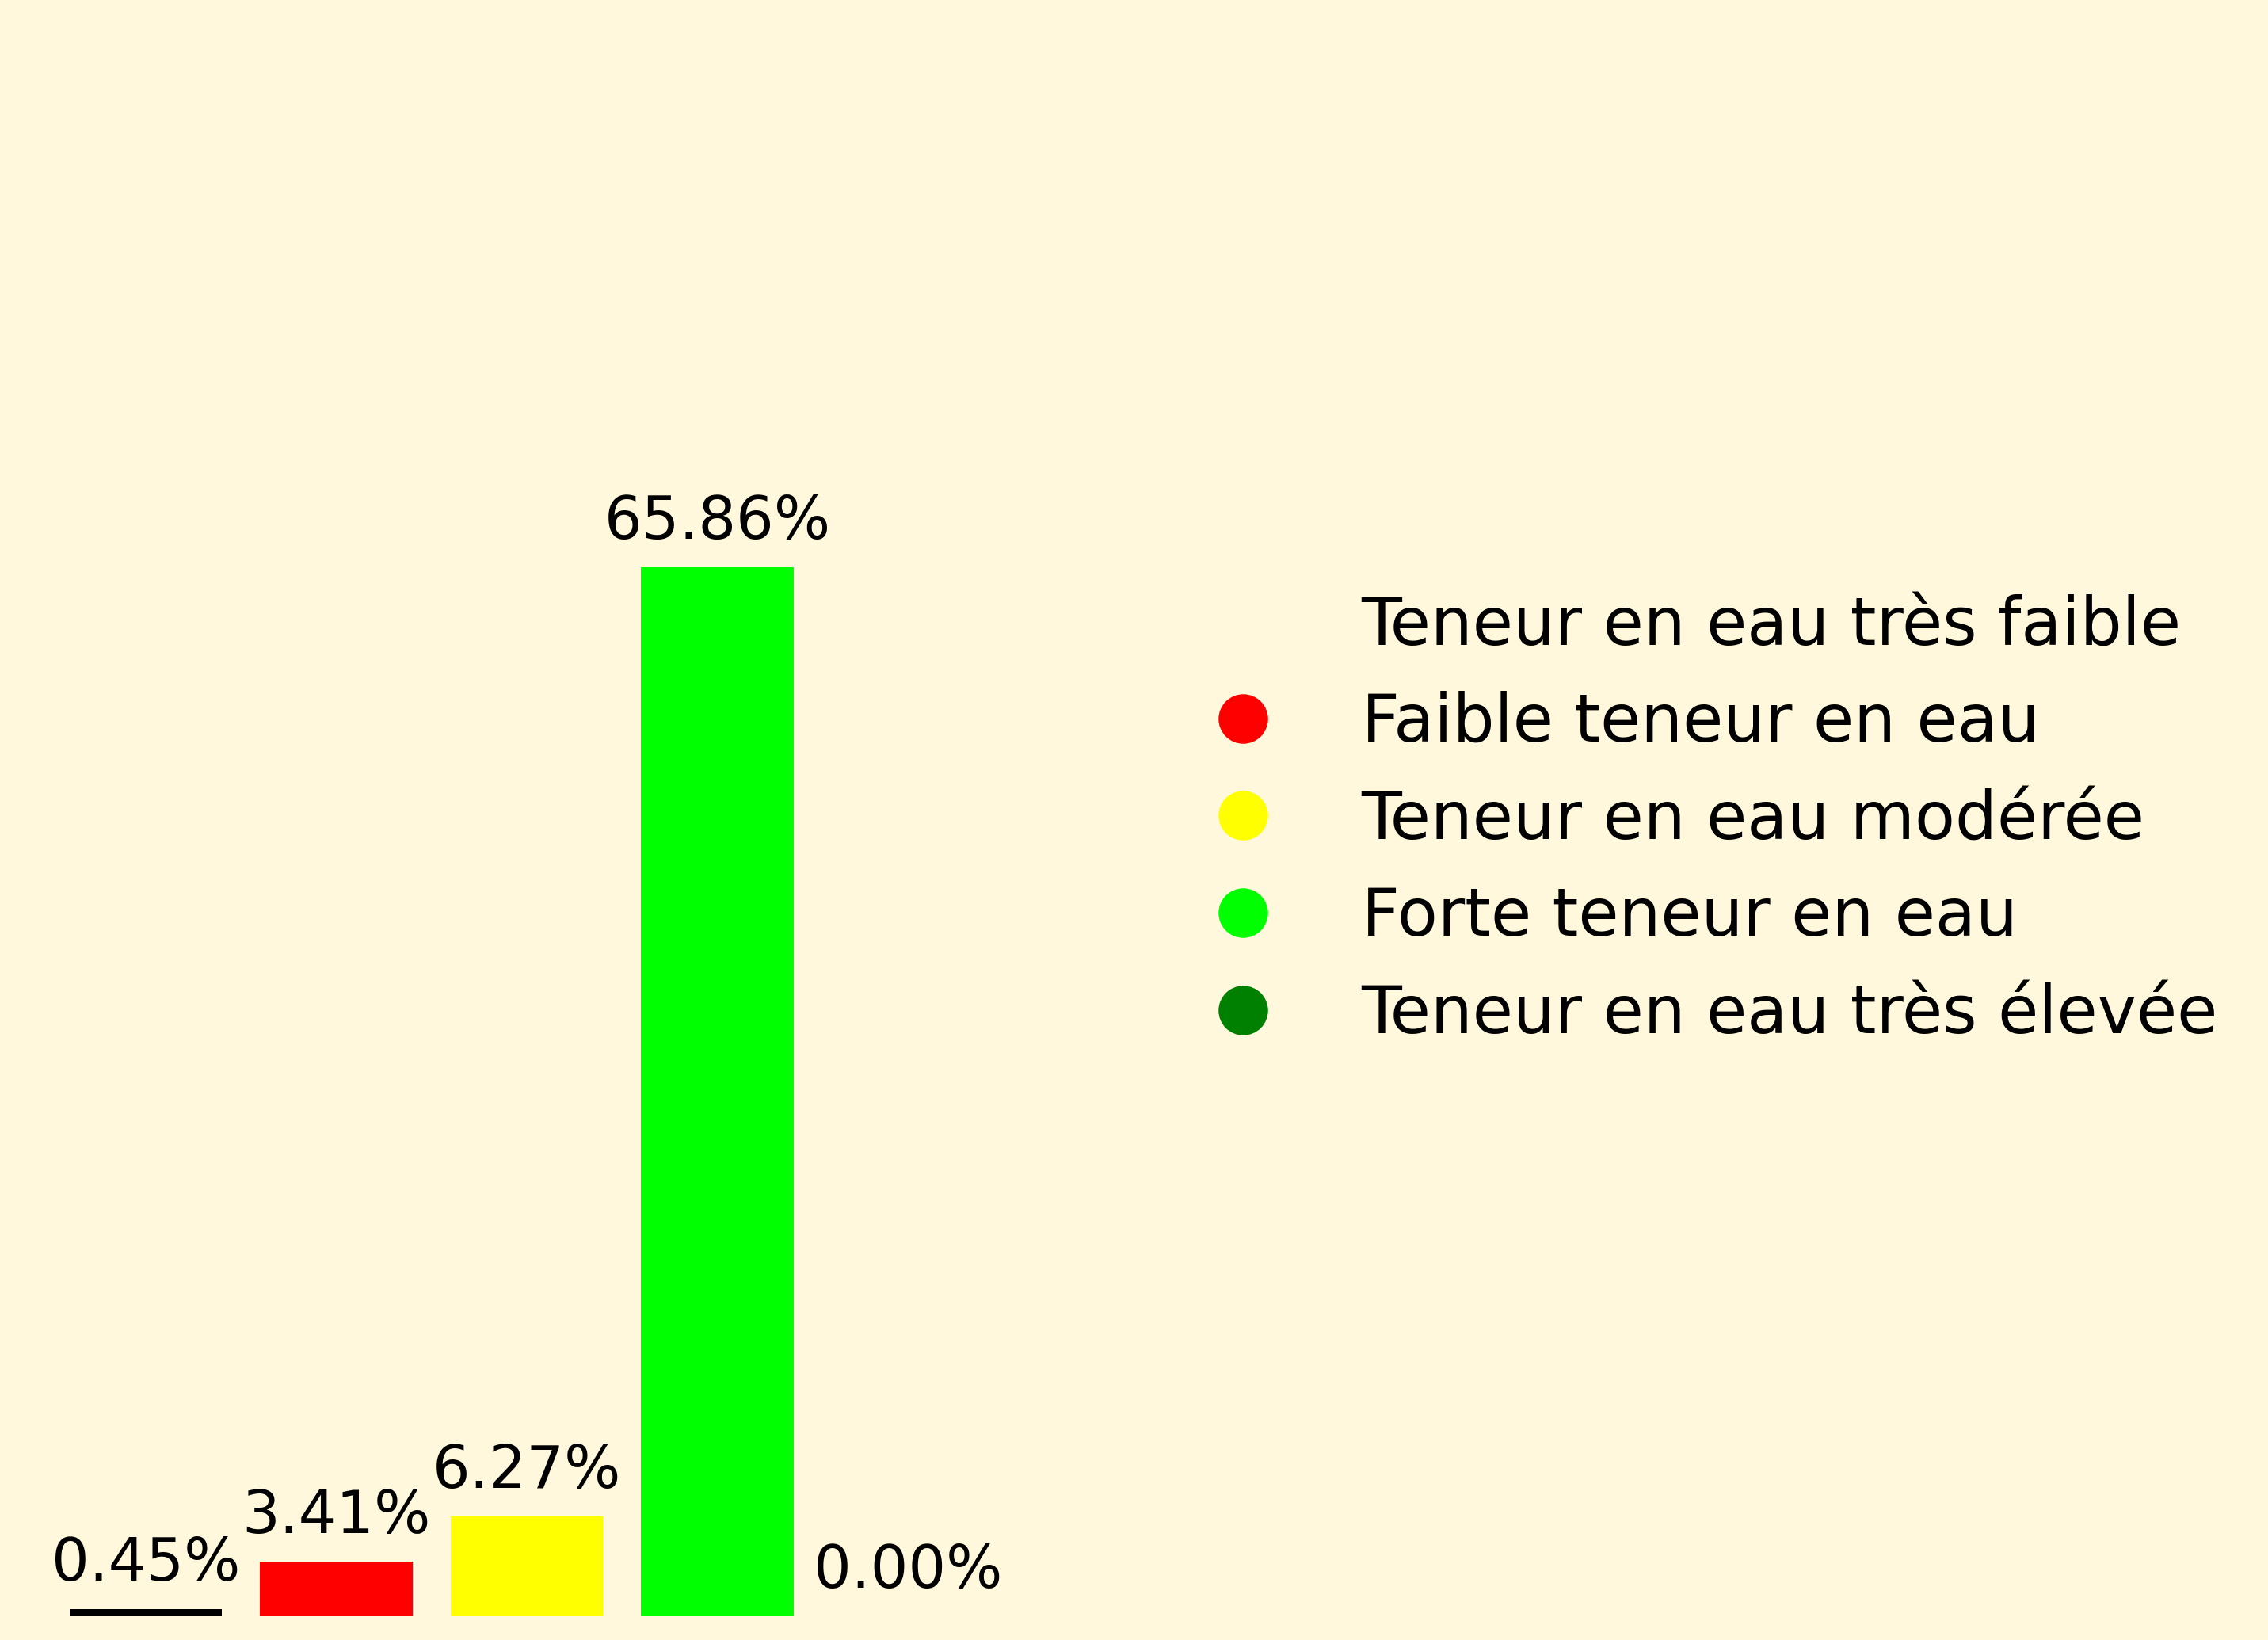 65.86%
6.27%
3.41%
0.45%
0.00%
Teneur en eau très faible
Faible teneur en eau
Teneur en eau modérée
Forte teneur en eau
Teneur en eau très élevée